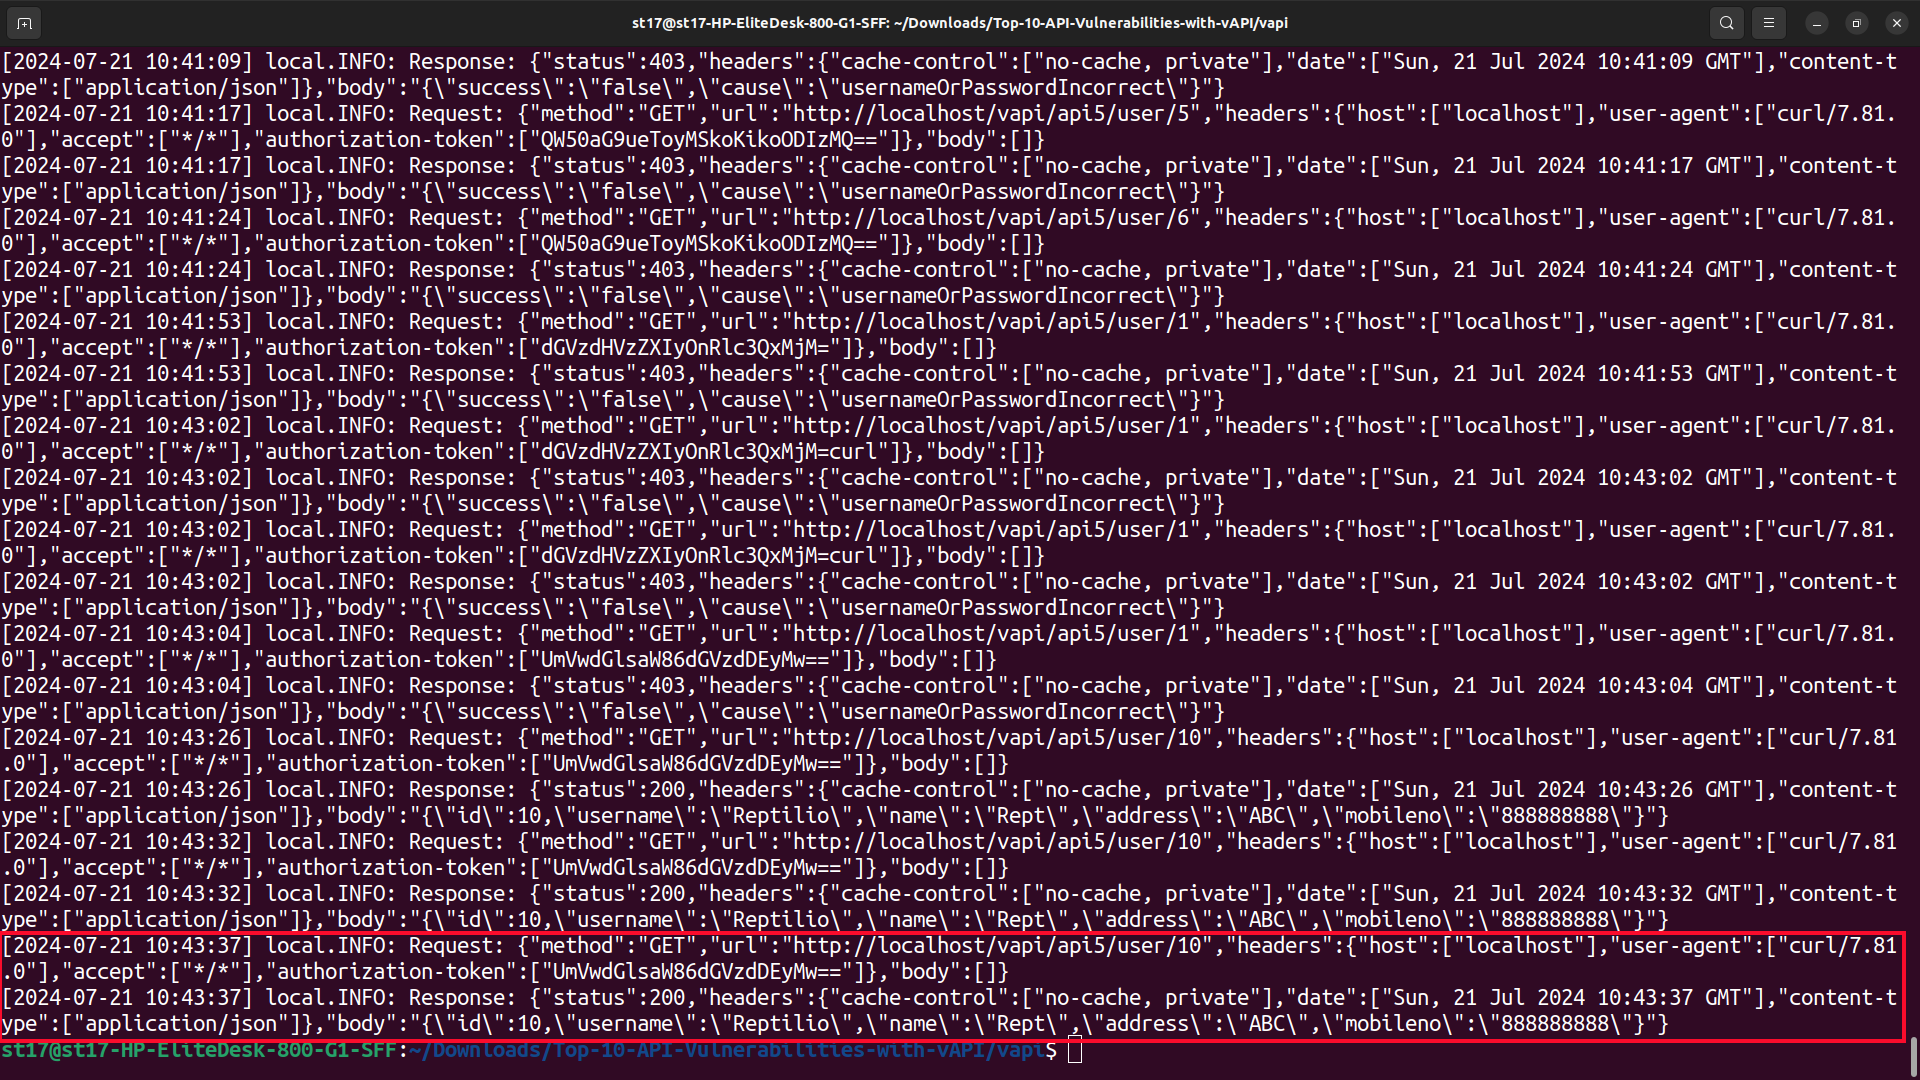 st17@st17-HP-EliteDesk-800-G1-SFF: ~/Downloads/Top-10-API-Vulnerabilities-with-vAPI/vapi
[2024-07-21 10:41:09] local.INFO: Response: {"status":403,"headers":{"cache-control":["no-cache, private"],"date":["Sun, 21 Jul 2024 10:41:09 GMT"],"content-t
ype":["application/json"]},"body":"{\"success\":\"false\",\"cause\":\"usernameOrPasswordIncorrect\"}"}
[2024-07-21 10:41:17] local.INFO: Request: {"method":"GET","url":"http://localhost/vapi/api5/user/5","headers":{"host":["localhost"],"user-agent":["curl/7.81.
0"],"accept":["*/*"],"authorization-token":["QW50aG9ueToyMSkoKikoODIzMQ=="]},"body":[]}
[2024-07-21 10:41:17] local.INFO: Response: {"status":403,"headers":{"cache-control":["no-cache, private"],"date":["Sun, 21 Jul 2024 10:41:17 GMT"],"content-t
ype":["application/json"]},"body":"{\"success\":\"false\",\"cause\":\"usernameOrPasswordIncorrect\"}"}
[2024-07-21 10:41:24] local.INFO: Request: {"method":"GET","url":"http://localhost/vapi/api5/user/6","headers":{"host":["localhost"],"user-agent":["curl/7.81.
0"],"accept":["*/*"],"authorization-token":["QW50aG9ueToyMSkoKikoODIzMQ=="]},"body":[]}
[2024-07-21 10:41:24] local.INFO: Response: {"status":403,"headers":{"cache-control":["no-cache, private"],"date":["Sun, 21 Jul 2024 10:41:24 GMT"],"content-t
ype":["application/json"]},"body":"{\"success\":\"false\",\"cause\":\"usernameOrPasswordIncorrect\"}"}
[2024-07-21 10:41:53] local.INFO: Request: {"method":"GET","url":"http://localhost/vapi/api5/user/1","headers":{"host":["localhost"],"user-agent":["curl/7.81.
0"],"accept":["*/*"],"authorization-token":["dGVzdHVzZXIyOnRlc3QxMjM="]},"body":[]}
[2024-07-21 10:41:53] local.INFO: Response: {"status":403,"headers":{"cache-control":["no-cache, private"],"date":["Sun, 21 Jul 2024 10:41:53 GMT"],"content-t
ype":["application/json"]},"body":"{\"success\":\"false\",\"cause\":\"usernameOrPasswordIncorrect\"}"}
[2024-07-21 10:43:02] local.INFO: Request: {"method":"GET","url":"http://localhost/vapi/api5/user/1","headers":{"host":["localhost"],"user-agent":["curl/7.81.
0"],"accept":["*/*"],"authorization-token":["dGVzdHVzZXIyOnRlc3QxMjM=curl"]},"body":[]}
[2024-07-21 10:43:02] local.INFO: Response: {"status":403,"headers":{"cache-control":["no-cache, private"],"date":["Sun, 21 Jul 2024 10:43:02 GMT"],"content-t
ype":["application/json"]},"body":"{\"success\":\"false\",\"cause\":\"usernameOrPasswordIncorrect\"}"}
[2024-07-21 10:43:02] local.INFO: Request: {"method":"GET","url":"http://localhost/vapi/api5/user/1","headers":{"host":["localhost"],"user-agent":["curl/7.81.
0"],"accept":["*/*"],"authorization-token":["dGVzdHVzZXIyOnRlc3QxMjM=curl"]},"body":[]}
[2024-07-21 10:43:02] local.INFO: Response: {"status":403,"headers":{"cache-control":["no-cache, private"],"date":["Sun, 21 Jul 2024 10:43:02 GMT"],"content-t
ype":["application/json"]},"body":"{\"success\":\"false\",\"cause\":\"usernameOrPasswordIncorrect\"}"}
[2024-07-21 10:43:04] local.INFO: Request: {"method":"GET","url":"http://localhost/vapi/api5/user/1","headers":{"host":["localhost"],"user-agent":["curl/7.81.
0"],"accept":["*/*"],"authorization-token":["UmVwdGlsaW86dGVzdDEyMw=="]},"body":[]}
[2024-07-21 10:43:04] local.INFO: Response: {"status":403,"headers":{"cache-control":["no-cache, private"],"date":["Sun, 21 Jul 2024 10:43:04 GMT"],"content-t
ype":["application/json"]},"body":"{\"success\":\"false\",\"cause\":\"usernameOrPasswordIncorrect\"}"}
[2024-07-21 10:43:26] local.INFO: Request: {"method":"GET","url":"http://localhost/vapi/api5/user/10","headers":{"host":["localhost"],"user-agent":["curl/7.81
.0"],"accept":["*/*"],"authorization-token":["UmVwdGlsaW86dGVzdDEyMw=="]},"body":[]}
[2024-07-21 10:43:26] local.INFO: Response: {"status":200,"headers":{"cache-control":["no-cache, private"],"date":["Sun, 21 Jul 2024 10:43:26 GMT"],"content-t
ype":["application/json"]},"body":"{\"id\":10,\"username\":\"Reptilio\",\"name\":\"Rept\",\"address\":\"ABC\",\"mobileno\":\"888888888\"}"}
[2024-07-21 10:43:32] local.INFO: Request: {"method":"GET","url":"http://localhost/vapi/api5/user/10","headers":{"host":["localhost"],"user-agent":["curl/7.81
.0"],"accept":["*/*"],"authorization-token":["UmVwdGlsaW86dGVzdDEyMw=="]},"body":[]}
[2024-07-21 10:43:32] local.INFO: Response: {"status":200,"headers":{"cache-control":["no-cache, private"],"date":["Sun, 21 Jul 2024 10:43:32 GMT"],"content-t
ype":["application/json"]},"body":"{\"id\":10,\"username\":\"Reptilio\",\"name\":\"Rept\",\"address\":\"ABC\",\"mobileno\":\"888888888\"}"}
[2024-07-21 10:43:37] local.INFO: Request: {"method":"GET","url":"http://localhost/vapi/api5/user/10","headers":{"host":["localhost"],"user-agent":["curl/7.81
.0"],"accept":["*/*"],"authorization-token":["UmVwdGlsaW86dGVzdDEyMw=="]},"body":[]}
[2024-07-21 10:43:37] local.INFO: Response: {"status":200,"headers":{"cache-control":["no-cache, private"],"date":["Sun, 21 Jul 2024 10:43:37 GMT"],"content-t
ype":["application/json"]},"body":"{\"id\":10,\"username\":\"Reptilio\",\"name\":\"Rept\",\"address\":\"ABC\",\"mobileno\":\"888888888\"}"}
st17@st17-HP-EliteDesk-800-G1-SFF:~/Downloads/Top-10-API-Vulnerabilities-with-vAPI/vapi$